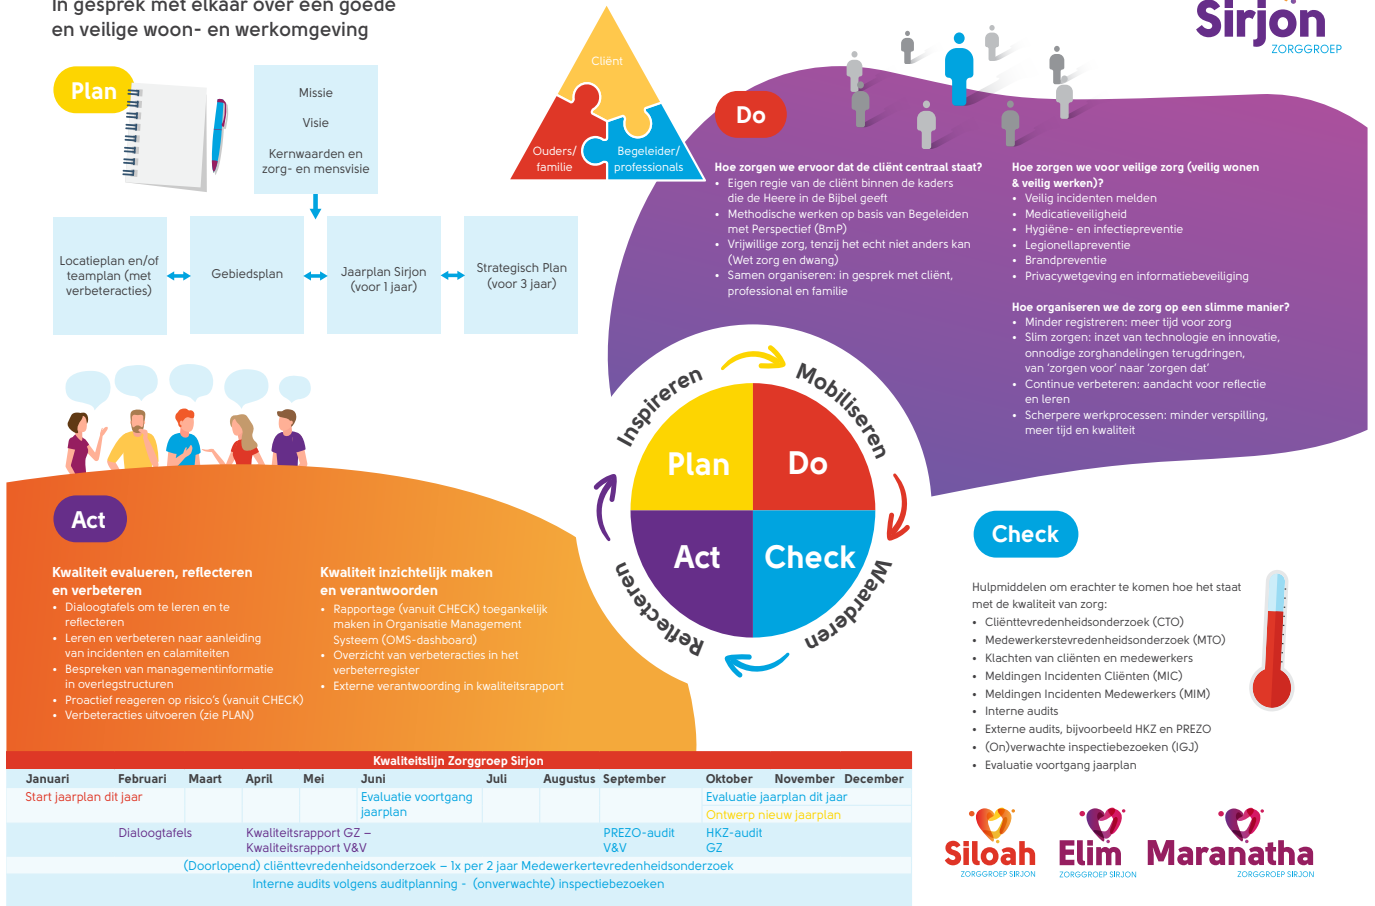 In gesprek met elkaar over een goede
en veilige woon- en werkomgeving
Sirjon
ZORGGROEP
Plan
Missie
Visie
Kernwaarden en
zorg- en mensvisie
Locatieplan en/of
teamplan (met
verbeteracties)
Gebiedsplan
Jaarplan Sirjon
(voor 1 jaar)
Strategisch Plan
(voor 3 jaar)
Cliënt
Ouders/
familie
Begeleider/
professionals
Do
Hoe zorgen we ervoor dat de cliënt centraal staat?
• Eigen regie van de cliënt binnen de kaders
die de Heere in de Bijbel geeft
• Methodische werken op basis van Begeleiden
met Perspectief (BmP)
• Vrijwillige zorg, tenzij het echt niet anders kan
(Wet zorg en dwang)
• Samen organiseren: in gesprek met cliënt,
professional en familie
Hoe zorgen we voor veilige zorg (veilig wonen
& veilig werken)?
• Veilig incidenten melden
• Medicatieveiligheid
• Hygiëne- en infectiepreventie
• Legionellapreventie
• Brandpreventie
• Privacywetgeving en informatiebeveiliging
Hoe organiseren we de zorg op een slimme manier?
• Minder registreren: meer tijd voor zorg
• Slim zorgen: inzet van technologie en innovatie,
onnodige zorghandelingen terugdringen,
van ‘zorgen voor’ naar ‘zorgen dat’
• Continue verbeteren: aandacht voor reflectie
en leren
• Scherpere werkprocessen: minder verspilling,
meer tijd en kwaliteit
Inspireren
Mobiliseren
Waarderen
Reflecteren
Plan
Do
Act
Check
Act
Kwaliteit evalueren, reflecteren
en verbeteren
• Dialoogtafels om te leren en te
reflecteren
• Leren en verbeteren naar aanleiding
van incidenten en calamiteiten
• Bespreken van managementinformatie
in overlegstructuren
• Proactief reageren op risico’s (vanuit CHECK)
• Verbeteracties uitvoeren (zie PLAN)
Kwaliteit inzichtelijk maken
en verantwoorden
• Rapportage (vanuit CHECK) toegankelijk
maken in Organisatie Management
Systeem (OMS-dashboard)
• Overzicht van verbeteracties in het
verbeterregister
• Externe verantwoording in kwaliteitsrapport
Check
Hulpmiddelen om erachter te komen hoe het staat
met de kwaliteit van zorg:
• Cliënttevredenheidsonderzoek (CTO)
• Medewerkerstevredenheidsonderzoek (MTO)
• Klachten van cliënten en medewerkers
• Meldingen Incidenten Cliënten (MIC)
• Meldingen Incidenten Medewerkers (MIM)
• Interne audits
• Externe audits, bijvoorbeeld HKZ en PREZO
• (On)verwachte inspectiebezoeken (IGJ)
• Evaluatie voortgang jaarplan
Kwaliteitslijn Zorggroep Sirjon
Januari Februari Maart April Mei Juni Juli Augustus September Oktober November December
Start jaarplan dit jaar
Evaluatie voortgang
jaarplan
Evaluatie jaarplan dit jaar
Ontwerp nieuw jaarplan
Dialoogtafels
Kwaliteitsrapport GZ –
Kwaliteitsrapport V&V
PREZO-audit
V&V
HKZ-audit
GZ
(Doorlopend) cliënttevredenheidsonderzoek – 1x per 2 jaar Medewerkertevredenheidsonderzoek
Interne audits volgens auditplanning - (onverwachte) inspectiebezoeken
Siloah
ZORGGROEP SIRJON
Elim
ZORGGROEP SIRJON
Maranatha
ZORGGROEP SIRJON